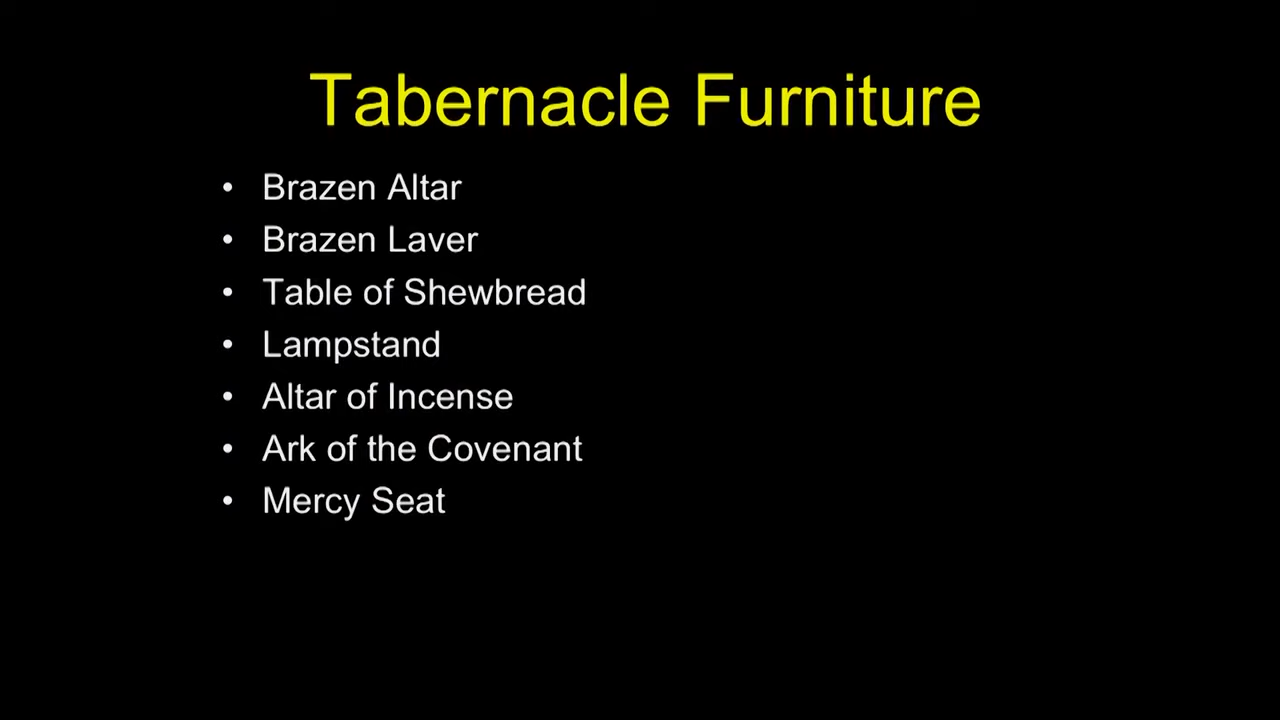 Tabernacle Furniture
• Brazen Altar
• Brazen Laver
• Table of Shewbread
• Lampstand
• Altar of Incense
• Ark of the Covenant
• Mercy Seat